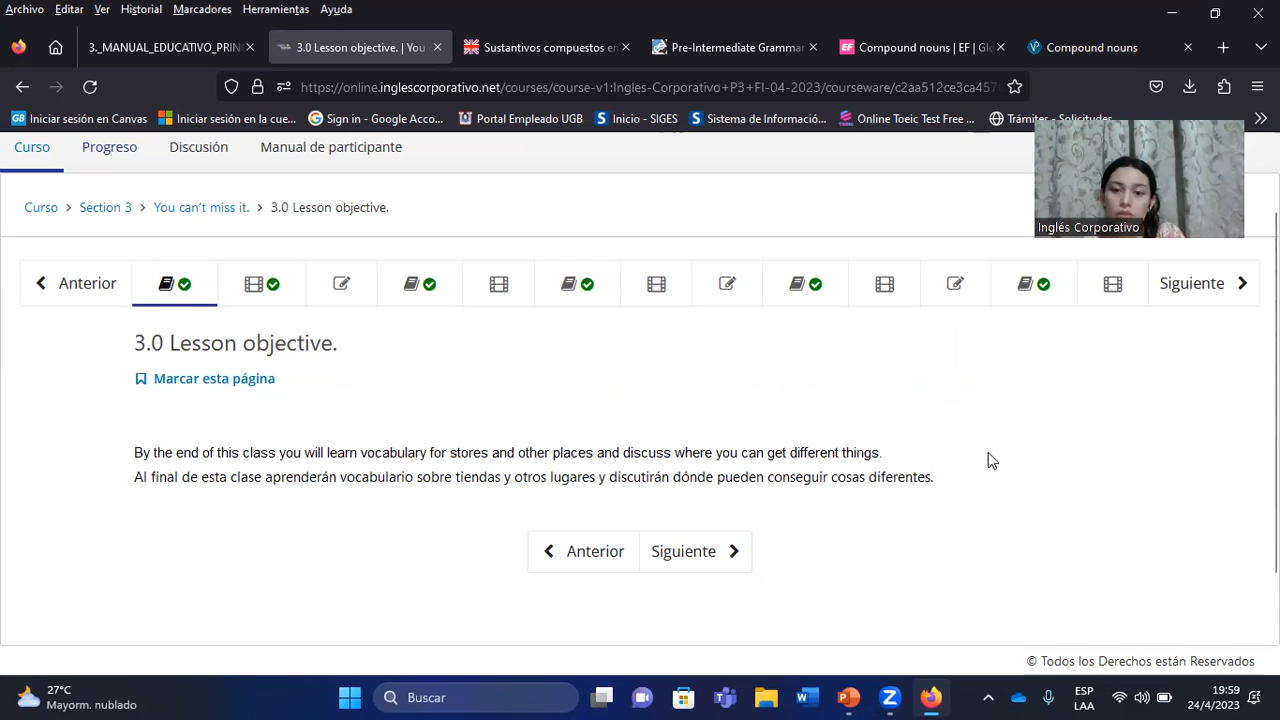 Archivo Editar Ver Historial Marcadores Herramientas Ayuda
3._MANUAL_EDUCATIVO_PRIN
3.0 Lesson objective. | You c
Sustantivos compuestos en
Pre-Intermediate Grammar
Compound nouns | EF | Glo
Compound nouns
https://online.inglescorporativo.net/courses/course-v1:Ingles-Corporativo+P3+FI-04-2023/courseware/c2aa512ce3ca457
GB Iniciar sesión en Canvas
Iniciar sesión en la cue...
Sign in - Google Acco...
Portal Empleado UGB
S Inicio - SIGES
S Sistema de Informació...
Online Toeic Test Free ...
Trámites - Solicitudes
Curso Progreso Discusión Manual de participante
Inglés Corporativo
Curso > Section 3 > You can't miss it. > 3.0 Lesson objective.
Anterior
Siguiente
3.0 Lesson objective.
Marcar esta página
By the end of this class you will learn vocabulary for stores and other places and discuss where you can get different things.
Al final de esta clase aprenderán vocabulario sobre tiendas y otros lugares y discutirán dónde pueden conseguir cosas diferentes.
Anterior Siguiente
© Todos los Derechos están Reservados
27°C
Mayorm. nublado
Buscar
ESP
LAA
19:59
24/4/2023